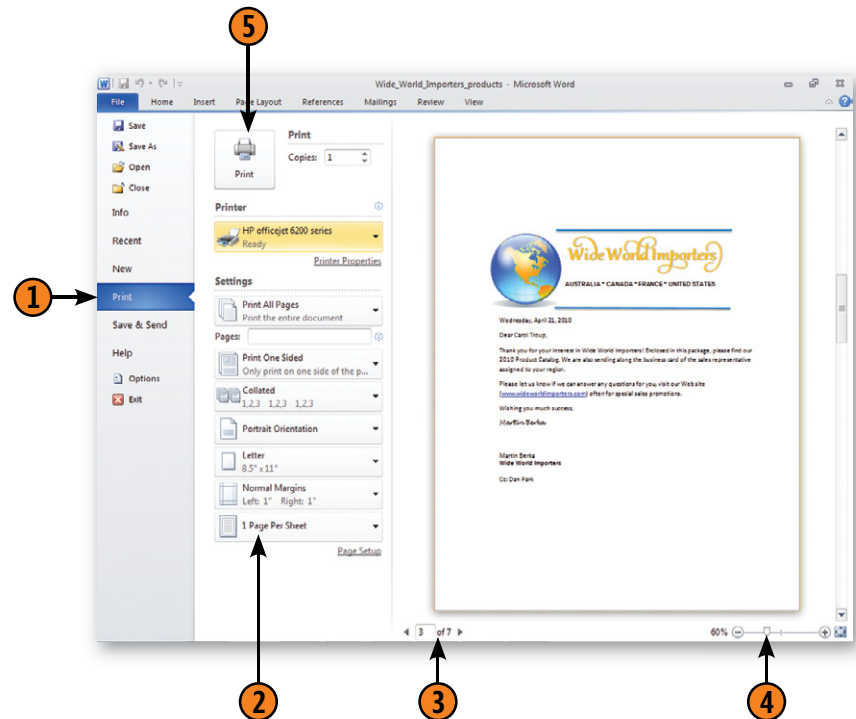 5
Wide_World_Importers_products - Microsoft Word
File Home Insert Page Layout References Mailings Review View
Save
Save As
Open
Close
Info
Recent
New
1
Print
Save & Send
Help
Options
Exit
Print
Print
Copies: 1
Printer
HP officejet 6200 series
Ready
Printer Properties
Settings
Print All Pages
Print the entire document
Pages:
Print One Sided
Only print on one side of the p...
Collated
1,2,3 1,2,3 1,2,3
Portrait Orientation
Letter
8.5" x 11"
Normal Margins
Left: 1" Right: 1"
1 Page Per Sheet
Page Setup
Wide World Importers
AUSTRALIA * CANADA * FRANCE * UNITED STATES
Wednesday, April 21, 2010
Dear Carol Troup,
Thank you for your interest in Wide World Importers! Enclosed in this package, please find our
2010 Product Catalog. We are also sending along the business card of the sales representative
assigned to your region.
Please let us know if we can answer any questions for you, visit our Website
(www.wideworldimporters.com) often for special sales promotions.
Wishing you much success,
Martin Berka
Martin Berka
Wide World Importers
Cc: Dan Park
3 of 7
60%
2
3
4